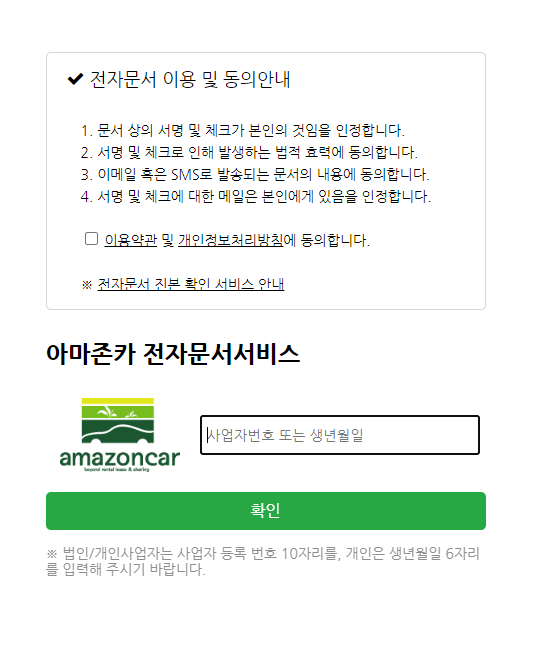 전자문서 이용 및 동의안내
1. 문서 상의 서명 및 체크가 본인의 것임을 인정합니다.
2. 서명 및 체크로 인해 발생하는 법적 효력에 동의합니다.
3. 이메일 혹은 SMS로 발송되는 문서의 내용에 동의합니다.
4. 서명 및 체크에 대한 메일은 본인에게 있음을 인정합니다.
이용약관 및 개인정보처리방침에 동의합니다.
※ 전자문서 진본 확인 서비스 안내
아마존카 전자문서서비스
amazoncar
beyond rental lease & sharing
사업자번호 또는 생년월일
확인
※ 법인/개인사업자는 사업자 등록 번호 10자리를, 개인은 생년월일 6자리
를 입력해 주시기 바랍니다.